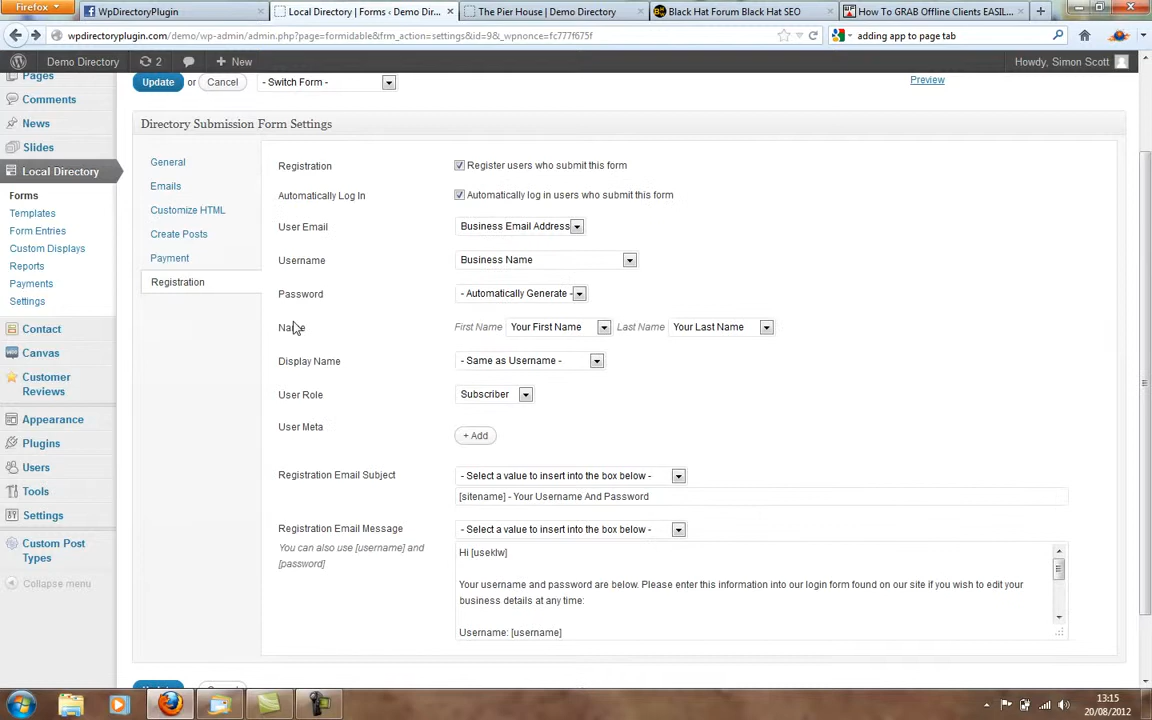 Firefox
WpDirectoryPlugin
Local Directory | Forms ‹ Demo Dir...
The Pier House | Demo Directory
Black Hat Forum Black Hat SEO
How To GRAB Offline Clients EASIL...
wpdirectoryplugin.com/demo/wp-admin/admin.php?page=formidable&frm_action=settings&id=9&_wpnonce=fc777f675f
adding app to page tab
Demo Directory
2
New
Howdy, Simon Scott
Pages
Comments
News
Slides
Local Directory
Forms
Templates
Form Entries
Custom Displays
Reports
Payments
Settings
Contact
Canvas
Customer
Reviews
Appearance
Plugins
Users
Tools
Settings
Custom Post
Types
Collapse menu
Update or Cancel - Switch Form -
Preview
Directory Submission Form Settings
General
Emails
Customize HTML
Create Posts
Payment
Registration
Registration Register users who submit this form
Automatically Log In Automatically log in users who submit this form
User Email Business Email Address
Username Business Name
Password - Automatically Generate -
Name First Name Your First Name Last Name Your Last Name
Display Name - Same as Username -
User Role Subscriber
User Meta + Add
Registration Email Subject - Select a value to insert into the box below -
[sitename] - Your Username And Password
Registration Email Message - Select a value to insert into the box below -
You can also use [username] and
[password]
Hi [useklw]
Your username and password are below. Please enter this information into our login form found on our site if you wish to edit your
business details at any time:
Username: [username]
13:15
20/08/2012